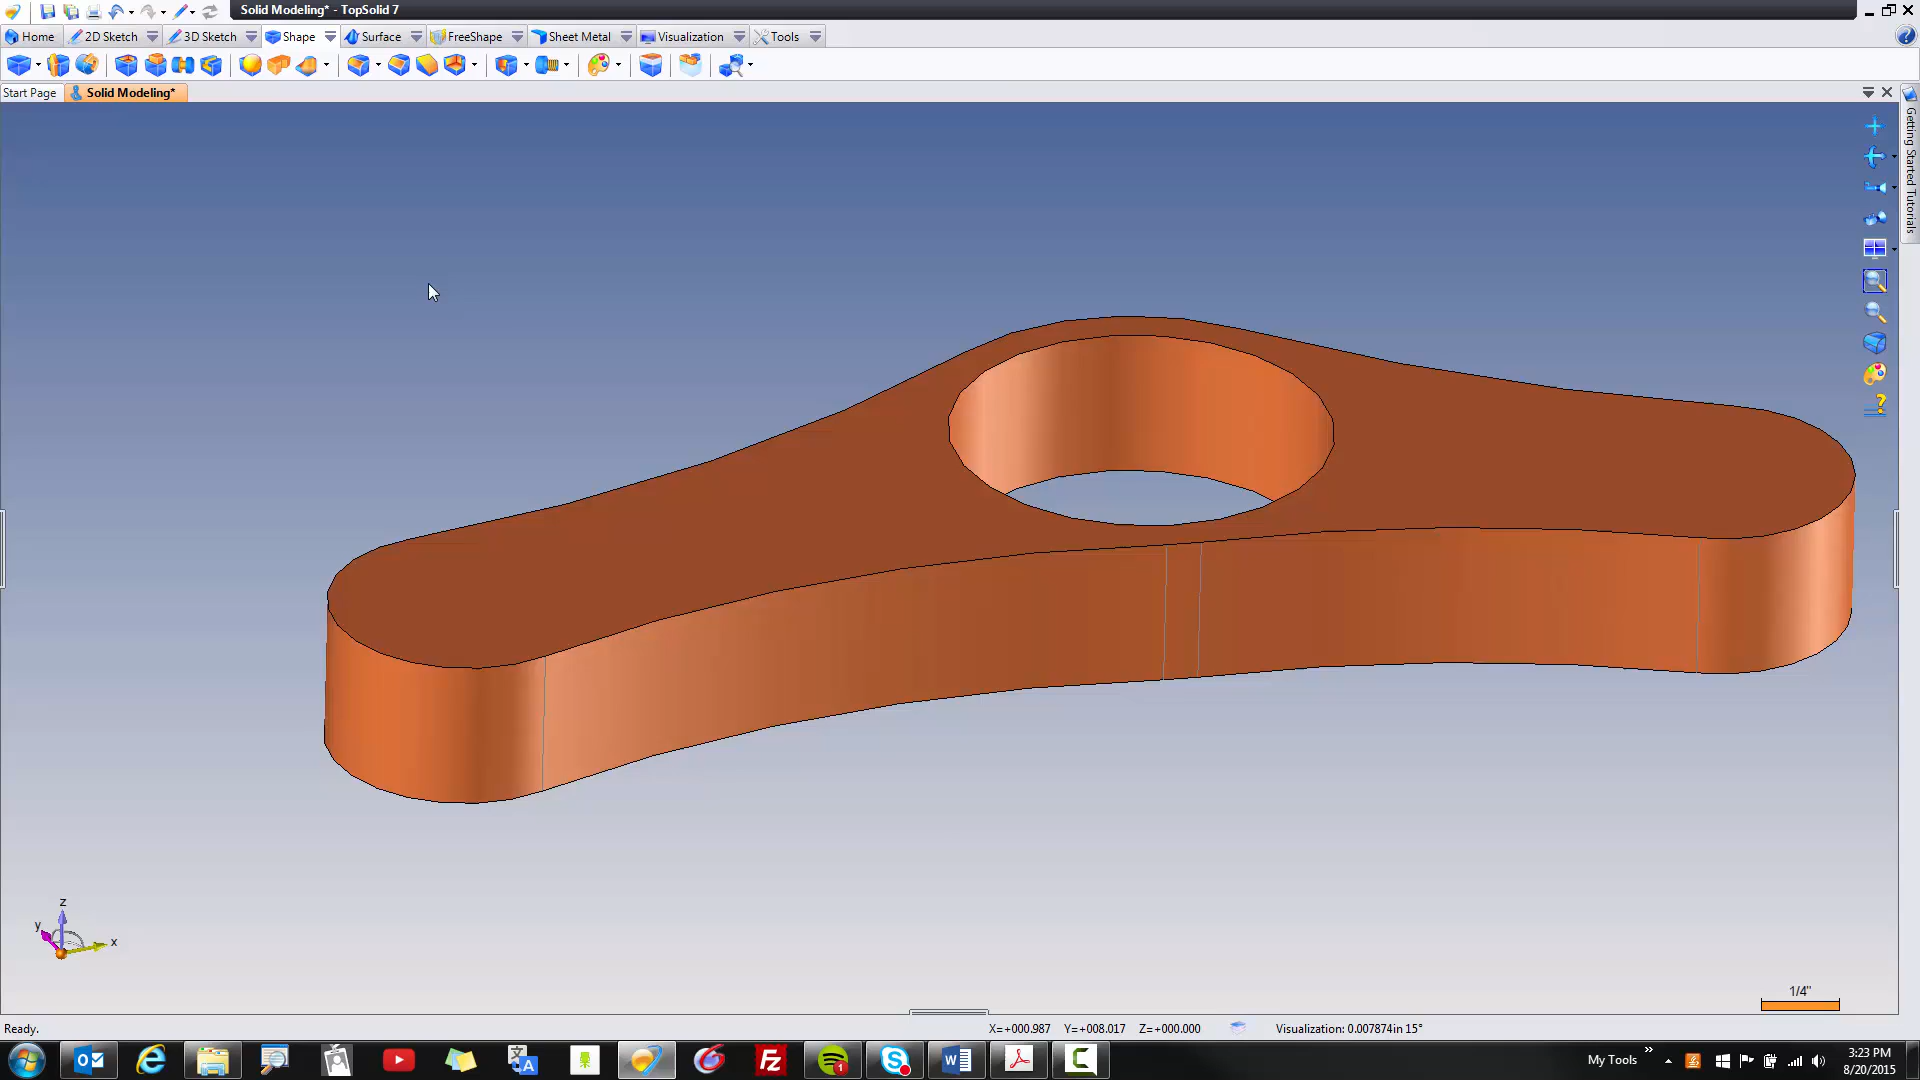 Solid Modeling* - TopSolid 7
Home 2D Sketch 3D Sketch Shape Surface FreeShape Sheet Metal Visualization Tools
Start Page Solid Modeling*
Getting Started Tutorials
z
y
x
1/4"
Ready. X=+000.987 Y=+008.017 Z=+000.000 Visualization: 0.007874in 15°
My Tools
3:23 PM
8/20/2015